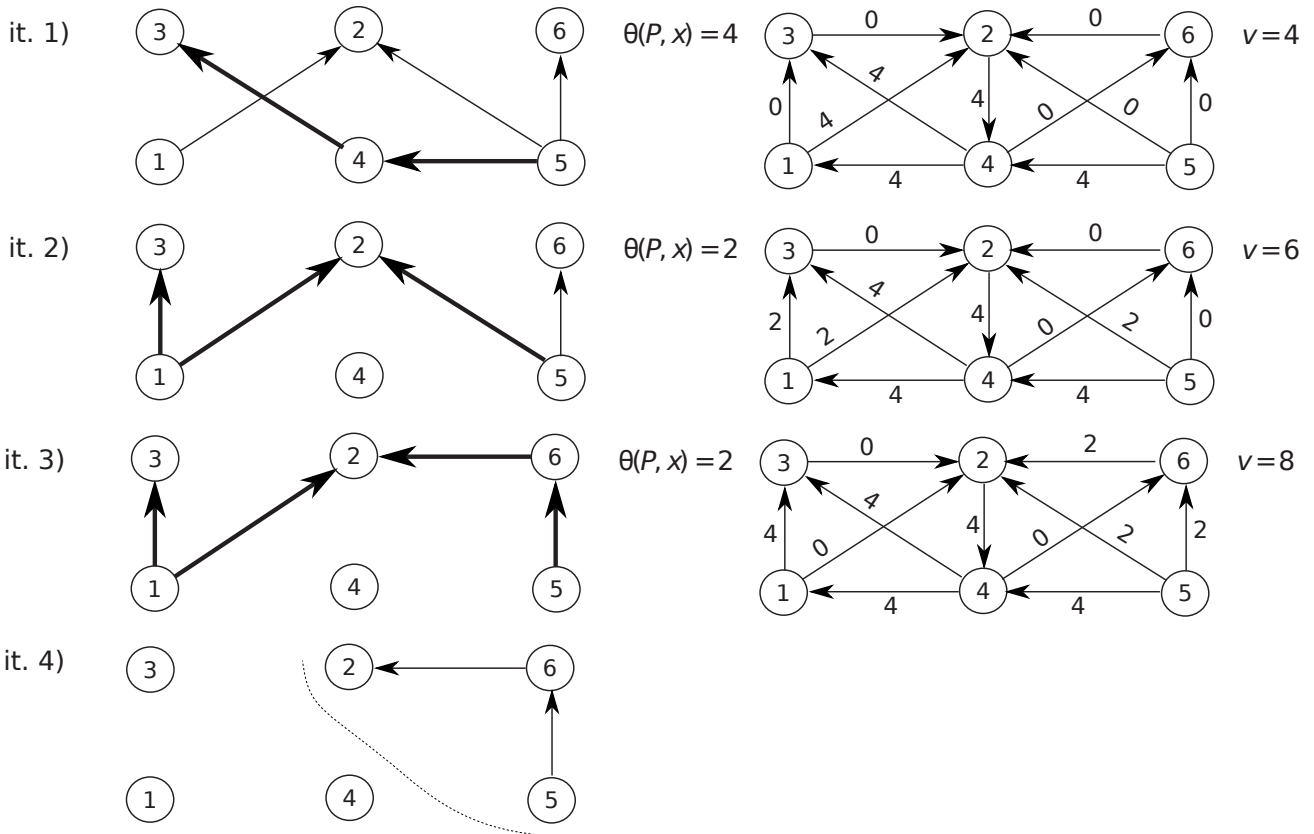 it. 1)
3 2 6
1 4 5
θ(P, x) = 4
3 0 2 0 6
0 4 4 4 0 0 0
1 4 4 4 5
v = 4
it. 2)
3 2 6
1 4 5
θ(P, x) = 2
3 0 2 0 6
2 2 4 4 0 2 0
1 4 4 4 5
v = 6
it. 3)
3 2 6
1 4 5
θ(P, x) = 2
3 0 2 2 6
4 0 4 4 0 2 2
1 4 4 4 5
v = 8
it. 4)
3 2 6
1 4 5